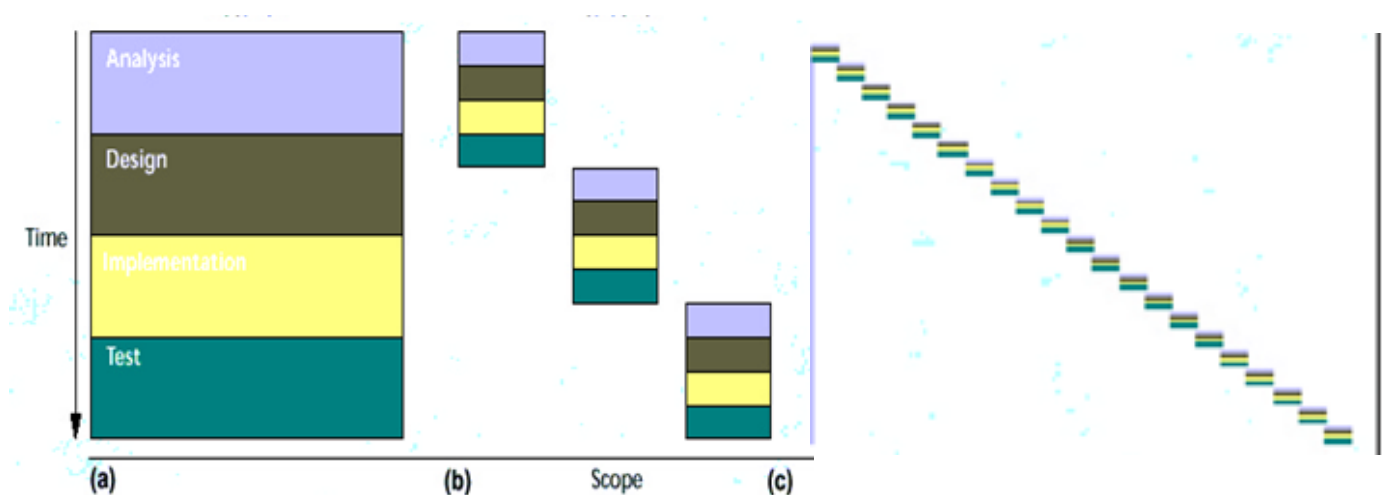 Analysis
Design
Time
Implementation
Test
(a) (b) Scope (c)